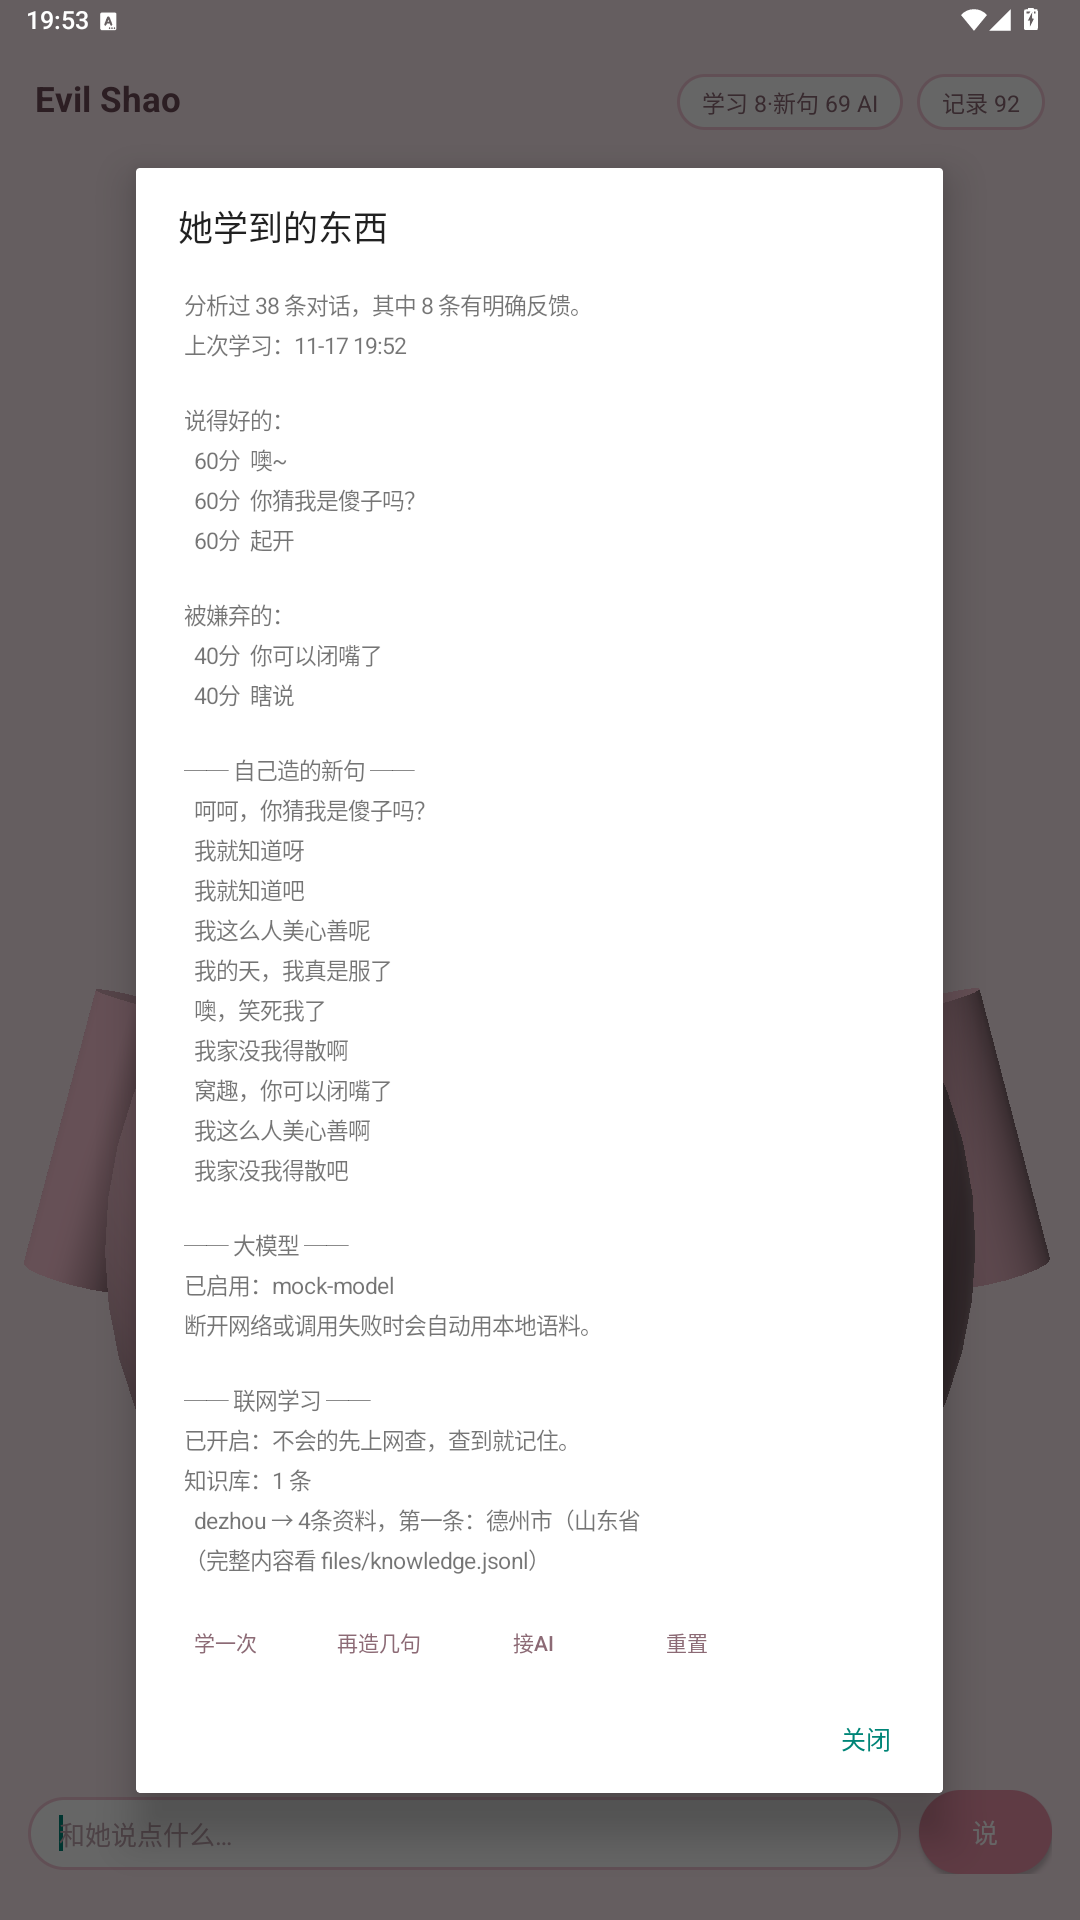 19:53
Evil Shao
学习 8·新句 69 AI
记录 92
她学到的东西
分析过 38 条对话，其中 8 条有明确反馈。
上次学习：11-17 19:52
说得好的：
60分 噢~
60分 你猜我是傻子吗？
60分 起开
被嫌弃的：
40分 你可以闭嘴了
40分 瞎说
—— 自己造的新句 ——
呵呵，你猜我是傻子吗？
我就知道呀
我就知道吧
我这么人美心善呢
我的天，我真是服了
噢，笑死我了
我家没我得散啊
窝趣，你可以闭嘴了
我这么人美心善啊
我家没我得散吧
—— 大模型 ——
已启用：mock-model
断开网络或调用失败时会自动用本地语料。
—— 联网学习 ——
已开启：不会的先上网查，查到就记住。
知识库：1 条
dezhou → 4条资料，第一条：德州市（山东省
（完整内容看 files/knowledge.jsonl）
学一次
再造几句
接AI
重置
关闭
和她说点什么…
说